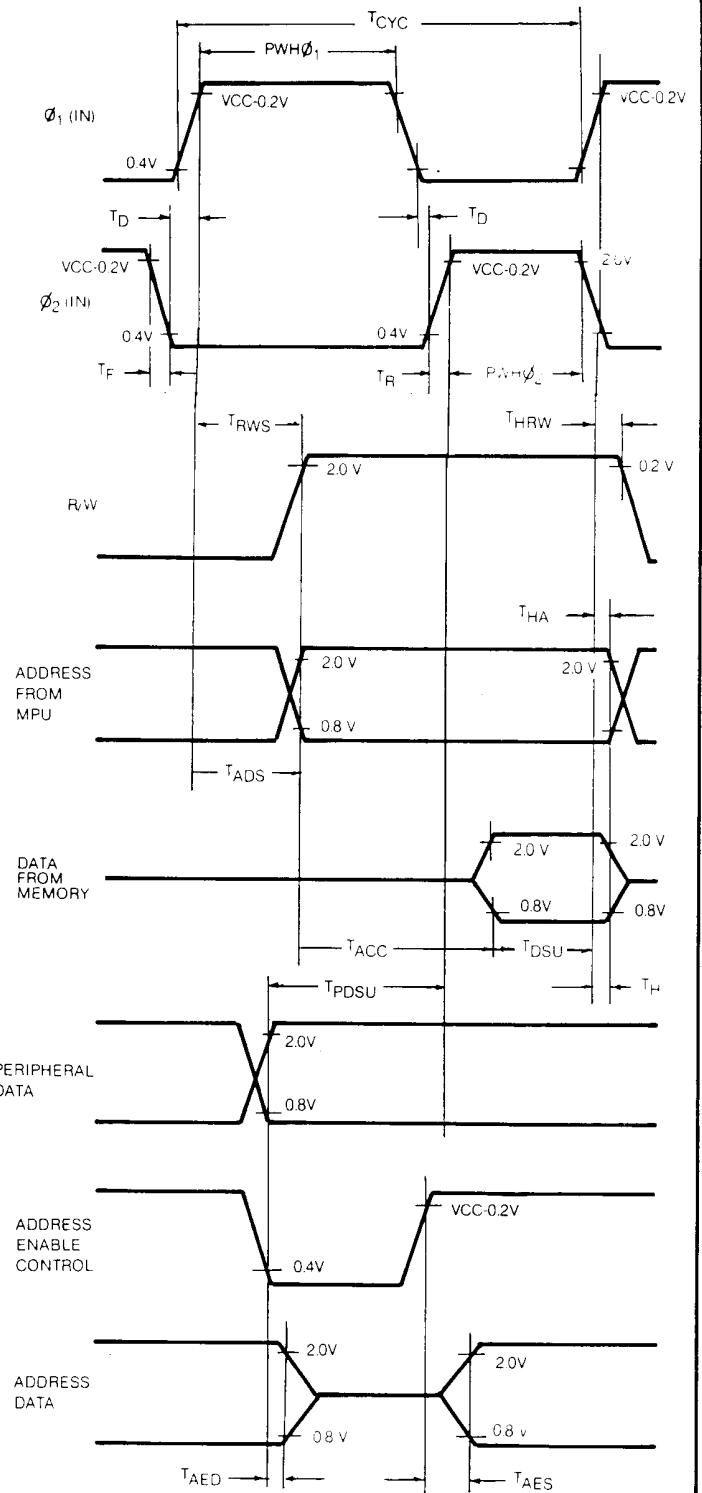 TCYC
PWHØ1
Ø1 (IN)
VCC-0.2V
VCC-0.2V
0.4V
TD
TD
VCC-0.2V
VCC-0.2V
2.0V
Ø2 (IN)
0.4V
0.4V
TF
TR
PWHØ2
TRWS
THRW
2.0 V
0.2 V
R/W
THA
ADDRESS
FROM
MPU
2.0 V
2.0 V
0.8 V
TADS
DATA
FROM
MEMORY
2.0 V
2.0 V
0.8V
0.8V
TACC
TDSU
TPDSU
TH
PERIPHERAL
DATA
2.0V
0.8V
ADDRESS
ENABLE
CONTROL
VCC-0.2V
0.4V
ADDRESS
DATA
2.0V
2.0V
0.8 V
0.8 V
TAED
TAES